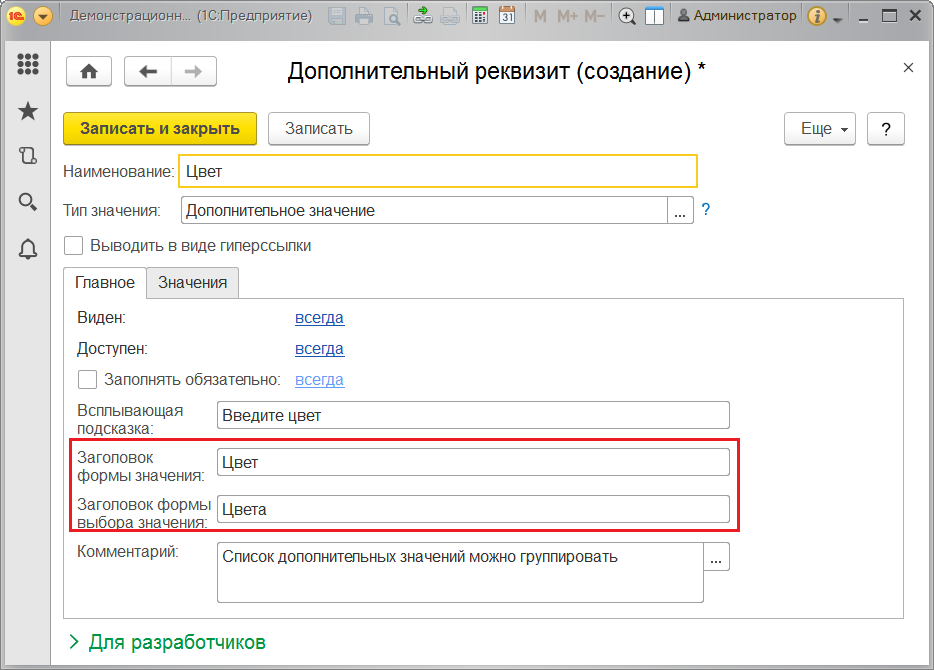 Демонстрационн... (1С:Предприятие) 31 M M+ M- Администратор
Дополнительный реквизит (создание) *
Записать и закрыть Записать Еще ?
Наименование: Цвет
Тип значения: Дополнительное значение ... ?
Выводить в виде гиперссылки
Главное Значения
Виден: всегда
Доступен: всегда
Заполнять обязательно: всегда
Всплывающая
подсказка: Введите цвет
Заголовок
формы значения: Цвет
Заголовок формы
выбора значения: Цвета
Комментарий: Список дополнительных значений можно группировать ...
Для разработчиков